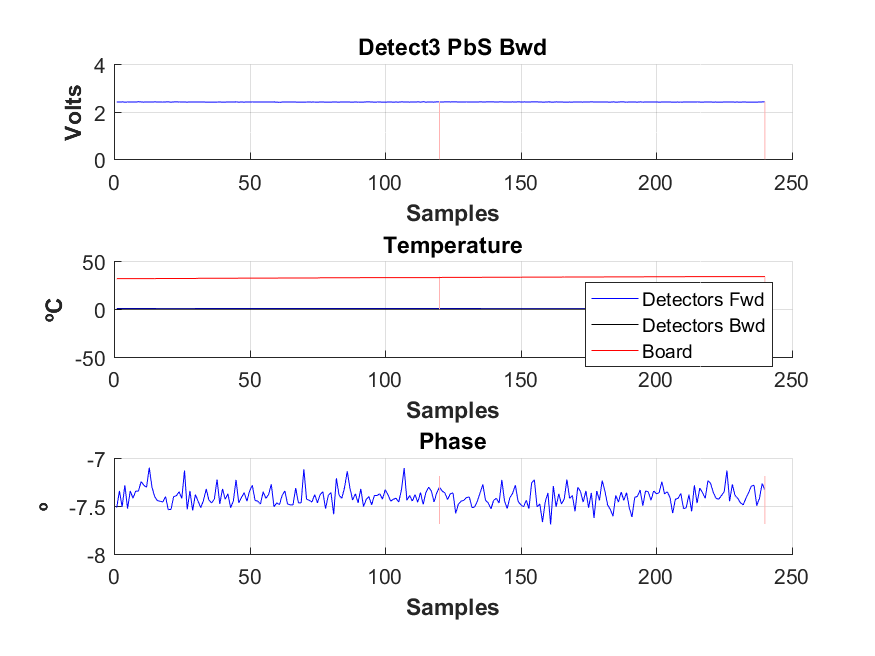 Detect3 PbS Bwd
4
2
0
Volts
0 50 100 150 200 250
Samples
Temperature
50
0
-50
ºC
Detectors Fwd
Detectors Bwd
Board
0 50 100 150 200 250
Samples
Phase
-7
-7.5
-8
º
0 50 100 150 200 250
Samples